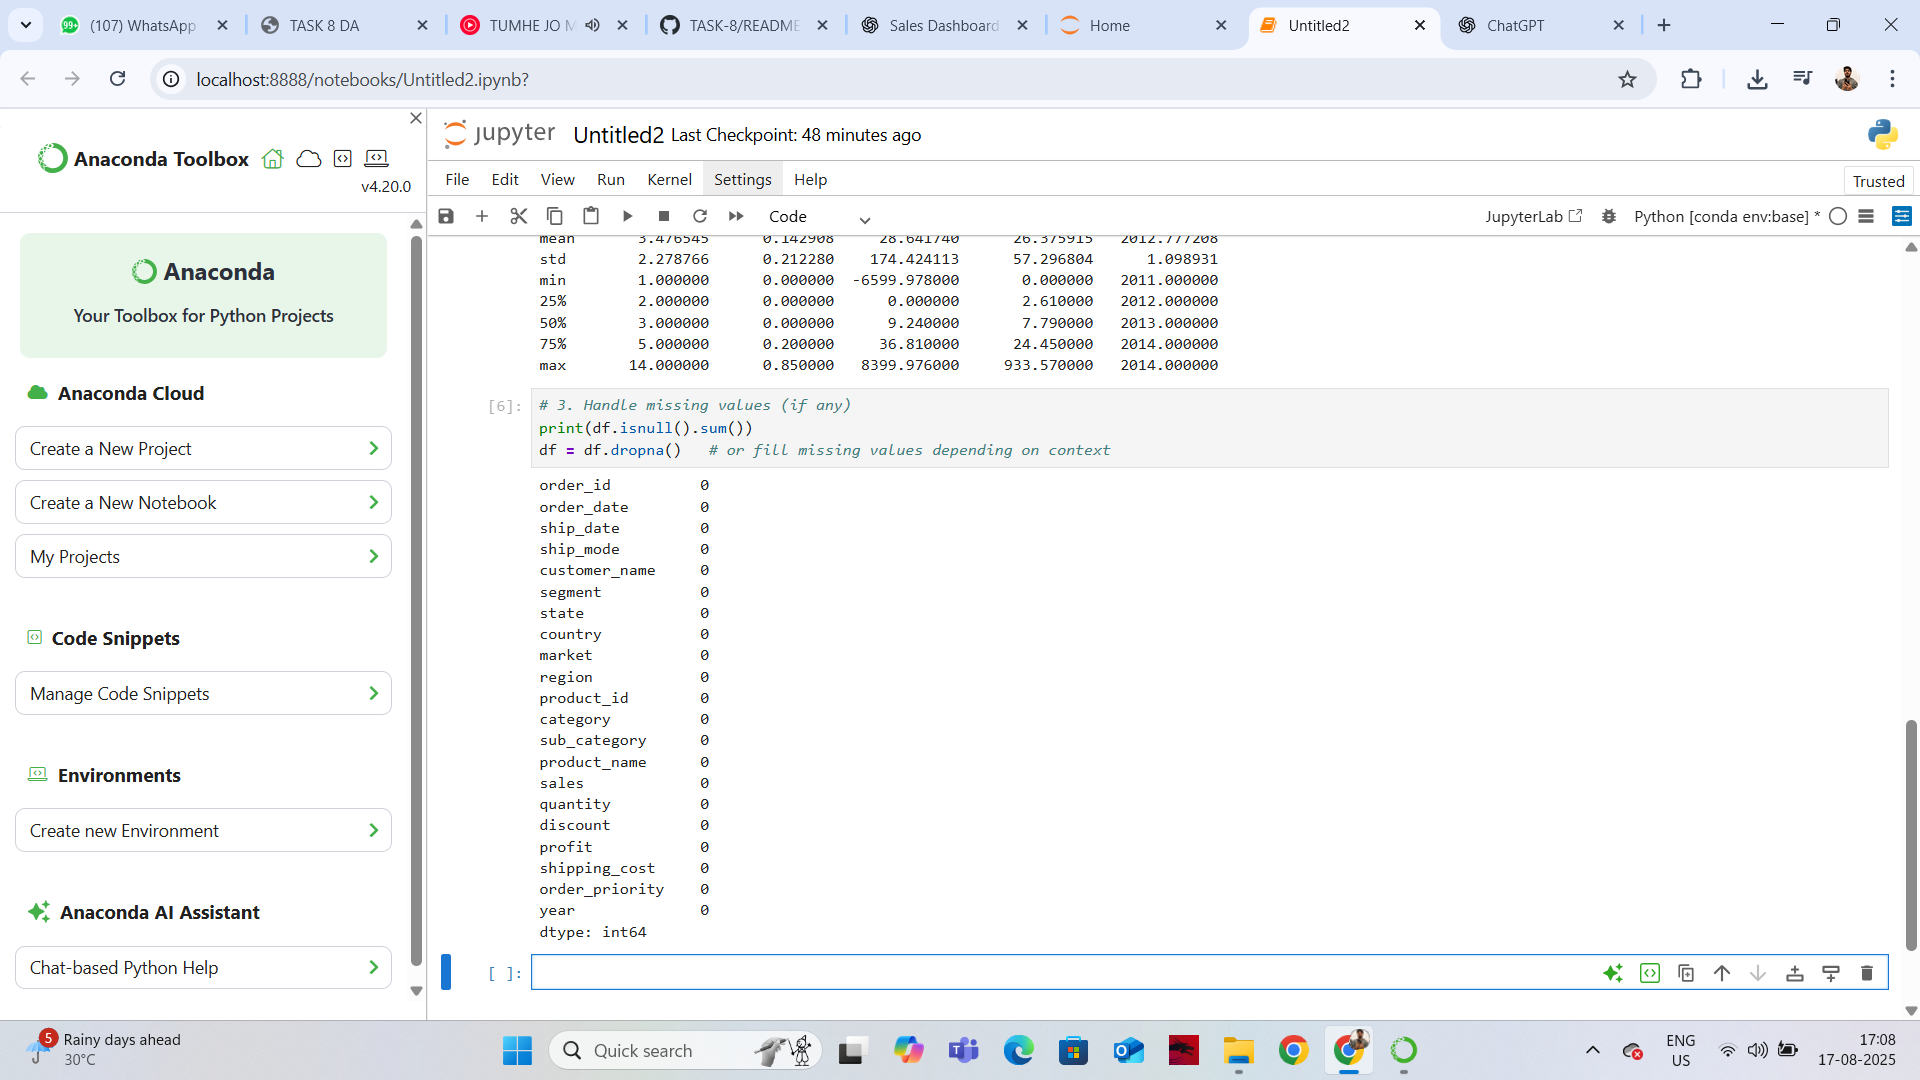 99+ (107) WhatsApp
TASK 8 DA
TUMHE JO M
TASK-8/README
Sales Dashboard
Home
Untitled2
ChatGPT
localhost:8888/notebooks/Untitled2.ipynb?
Anaconda Toolbox
v4.20.0
Anaconda
Your Toolbox for Python Projects
Anaconda Cloud
Create a New Project
Create a New Notebook
My Projects
Code Snippets
Manage Code Snippets
Environments
Create new Environment
Anaconda AI Assistant
Chat-based Python Help
jupyter Untitled2 Last Checkpoint: 48 minutes ago
File Edit View Run Kernel Settings Help
Trusted
Code
JupyterLab
Python [conda env:base] *
mean 3.476545 0.142908 28.641740 26.375915 2012.777208
std 2.278766 0.212280 174.424113 57.296804 1.098931
min 1.000000 0.000000 -6599.978000 0.000000 2011.000000
25% 2.000000 0.000000 0.000000 2.610000 2012.000000
50% 3.000000 0.000000 9.240000 7.790000 2013.000000
75% 5.000000 0.200000 36.810000 24.450000 2014.000000
max 14.000000 0.850000 8399.976000 933.570000 2014.000000
[6]: # 3. Handle missing values (if any)
print(df.isnull().sum())
df = df.dropna() # or fill missing values depending on context
order_id 0
order_date 0
ship_date 0
ship_mode 0
customer_name 0
segment 0
state 0
country 0
market 0
region 0
product_id 0
category 0
sub_category 0
product_name 0
sales 0
quantity 0
discount 0
profit 0
shipping_cost 0
order_priority 0
year 0
dtype: int64
[ ]:
5 Rainy days ahead
30°C
Quick search
ENG
US
17:08
17-08-2025